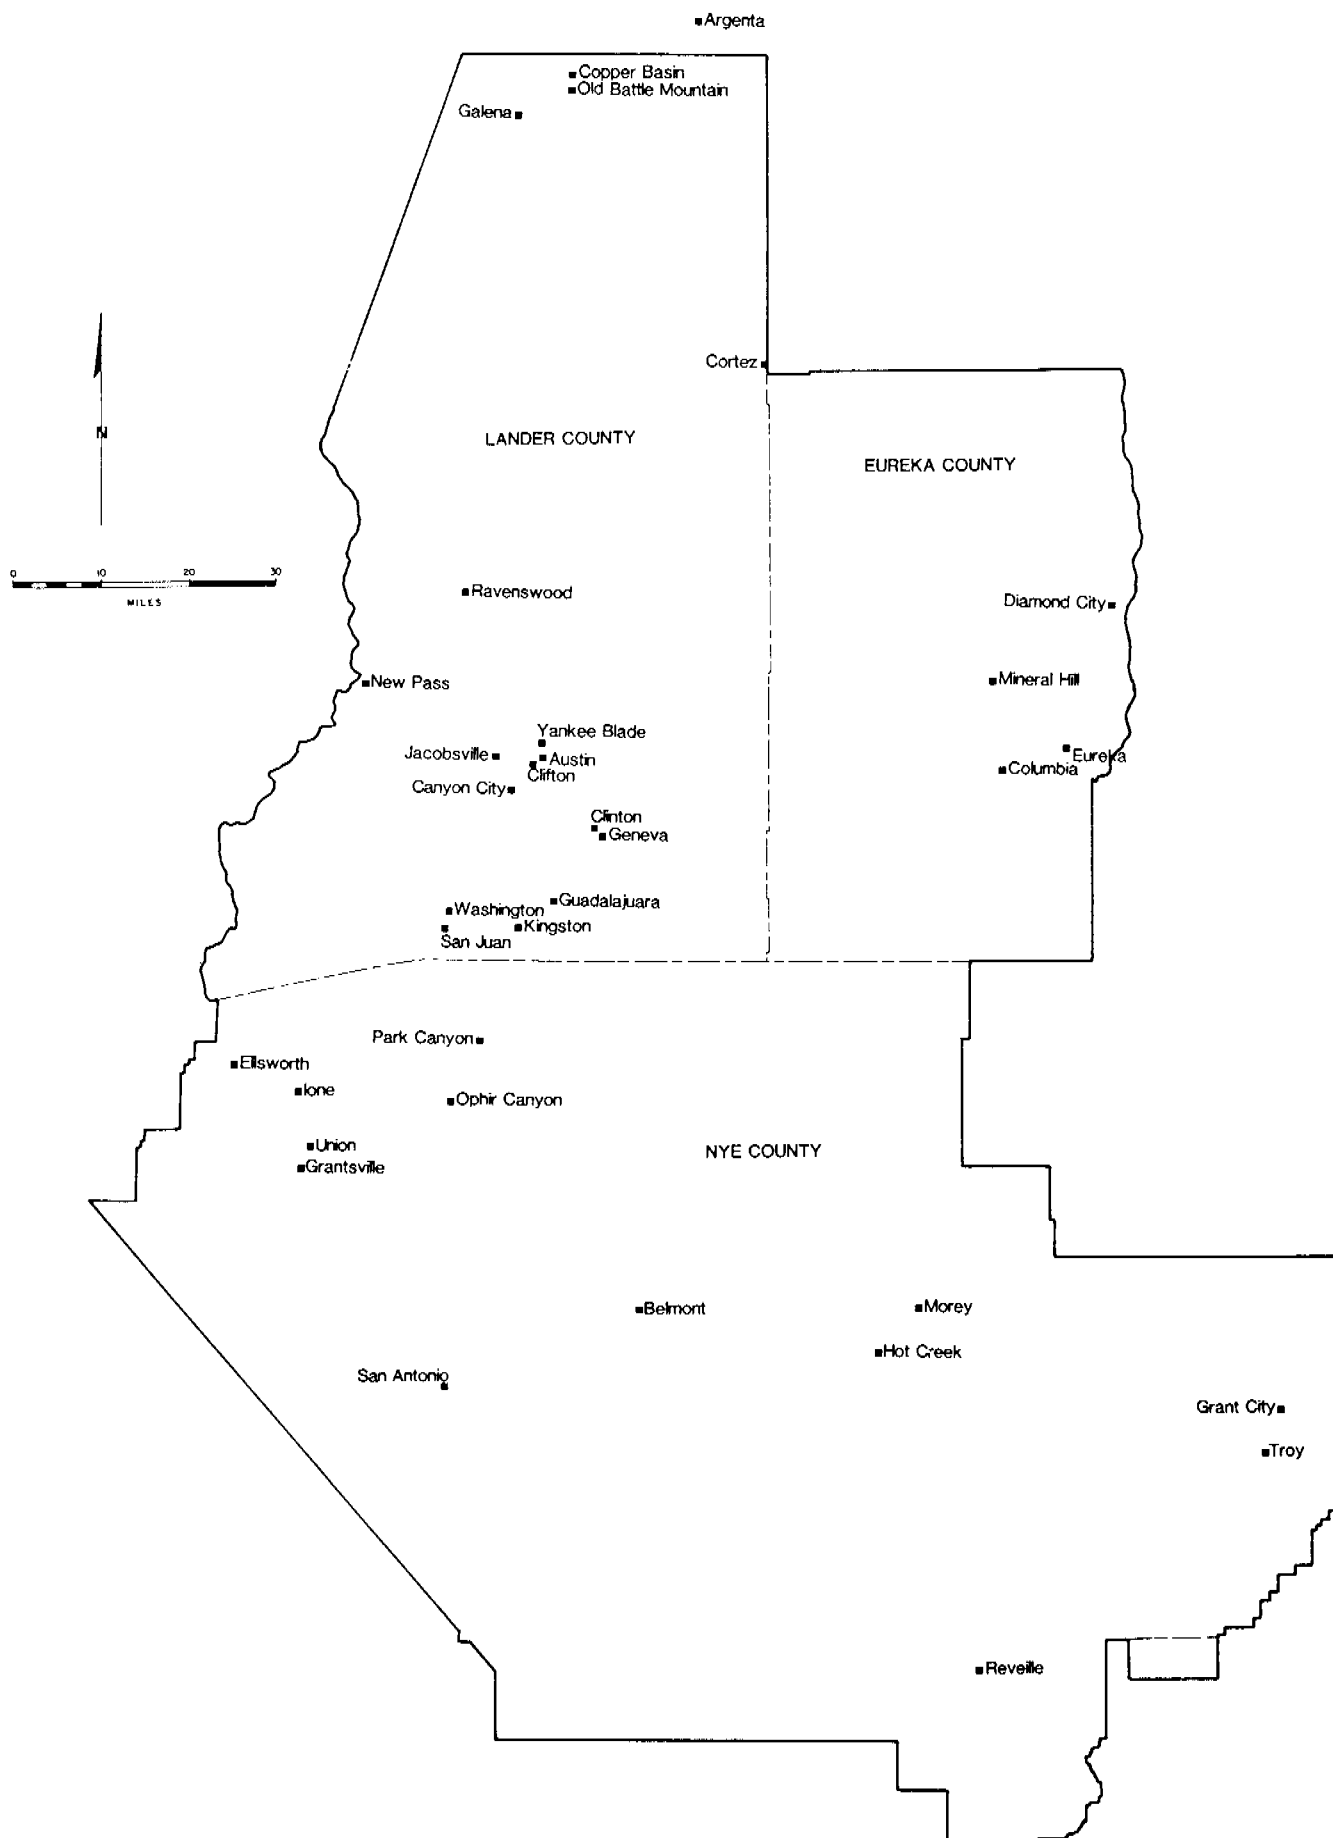 Argenta
Copper Basin
Old Battle Mountain
Galena
Cortez
N
LANDER COUNTY
EUREKA COUNTY
0 10 20 30
MILES
Ravenswood
Diamond City
New Pass
Mineral Hill
Yankee Blade
Jacobsville
Austin
Eureka
Clifton
Columbia
Canyon City
Clinton
Geneva
Guadalajuara
Washington
Kingston
San Juan
Park Canyon
Ellsworth
Ione
Ophir Canyon
Union
NYE COUNTY
Grantsville
Belmont
Morey
Hot Creek
San Antonio
Grant City
Troy
Reveille